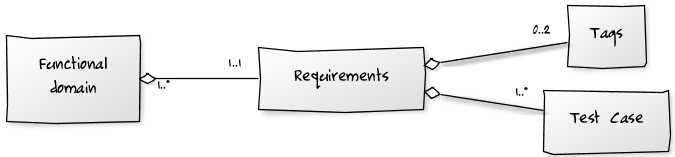 Functional
domain
1..*
1..1
Requirements
0..2
Tags
1..*
Test Case